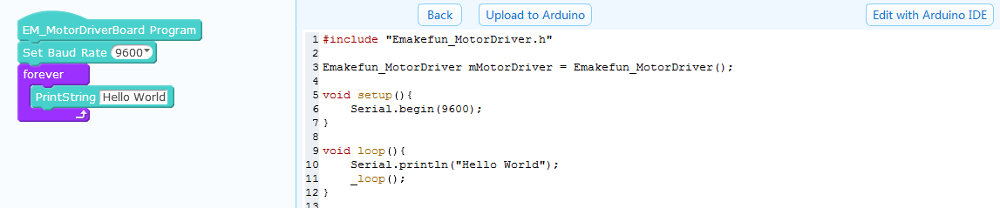 EM_MotorDriverBoard Program
Set Baud Rate 9600
forever
PrintString Hello World
Back
Upload to Arduino
Edit with Arduino IDE
1 #include "Emakefun_MotorDriver.h"
2
3 Emakefun_MotorDriver mMotorDriver = Emakefun_MotorDriver();
4
5 void setup(){
6     Serial.begin(9600);
7 }
8
9 void loop(){
10     Serial.println("Hello World");
11     _loop();
12 }
13